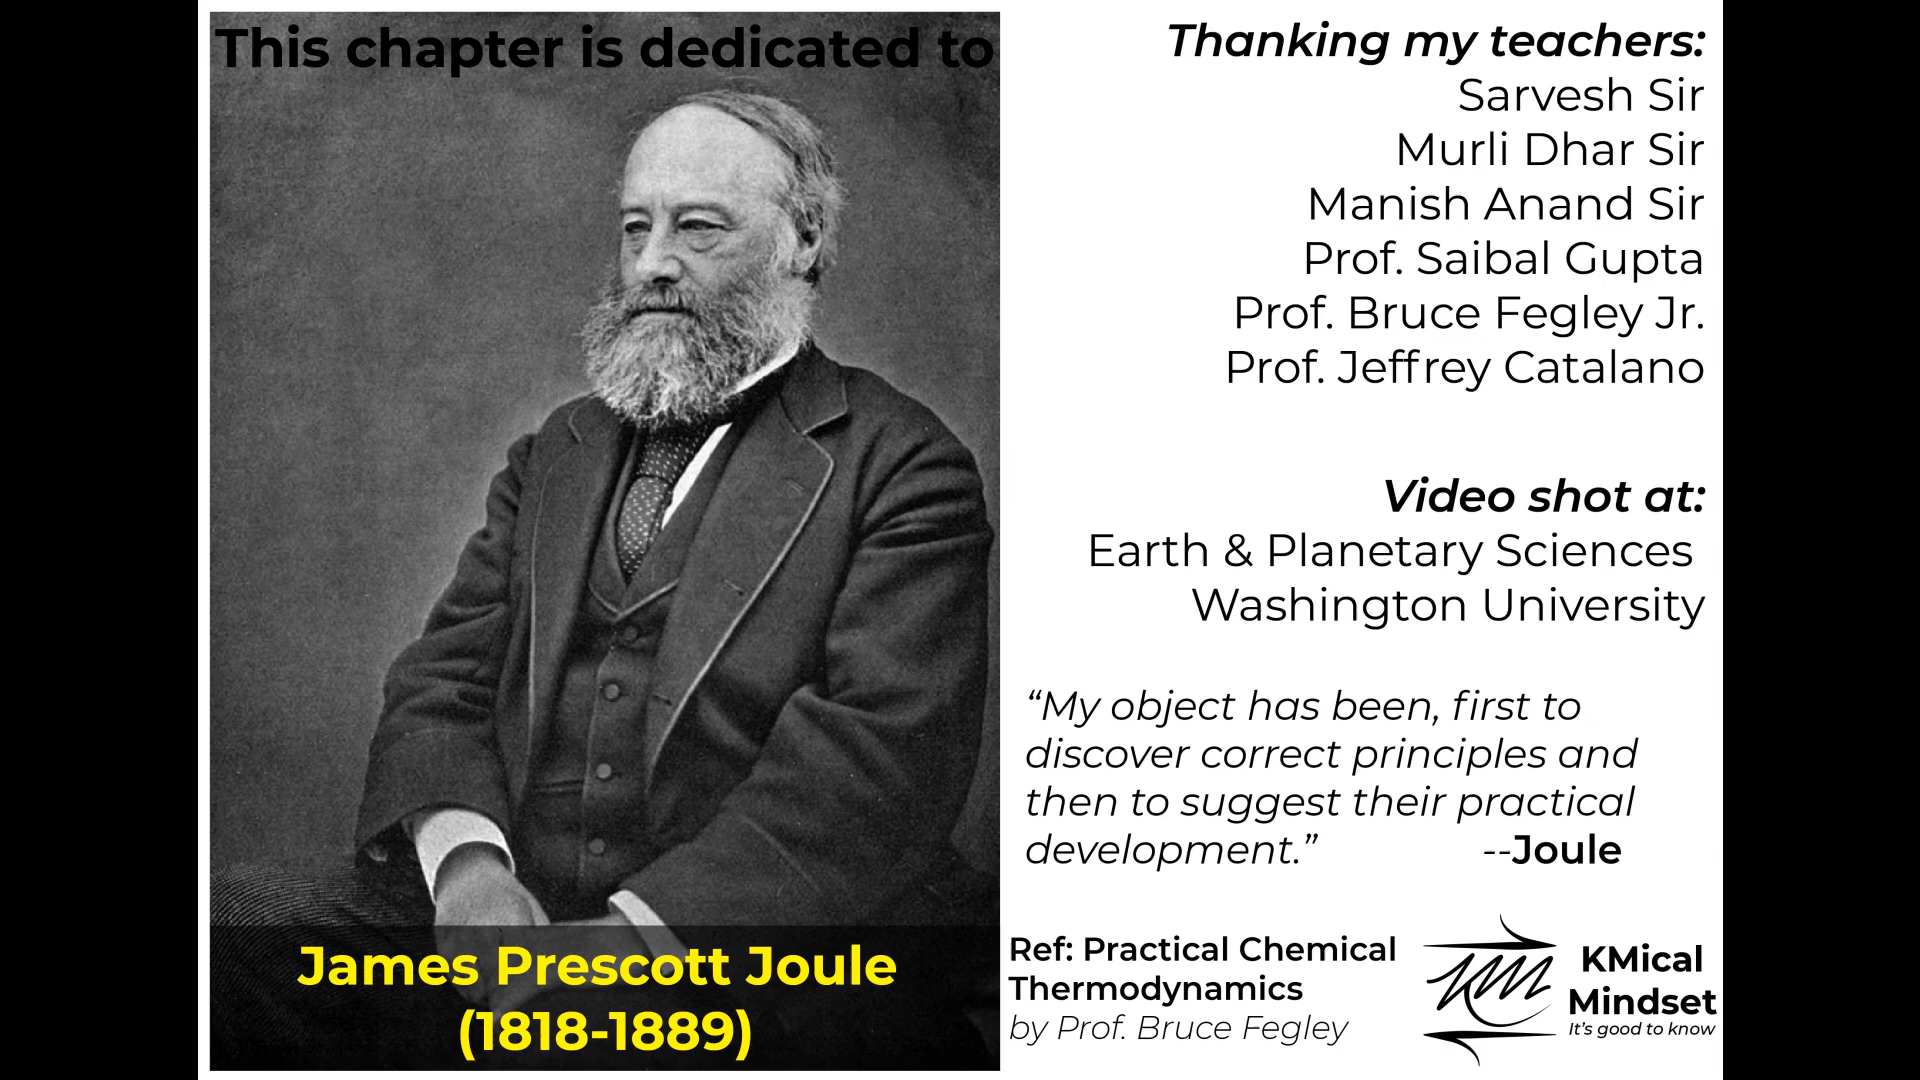 This chapter is dedicated to
James Prescott Joule
(1818-1889)
Thanking my teachers:
Sarvesh Sir
Murli Dhar Sir
Manish Anand Sir
Prof. Saibal Gupta
Prof. Bruce Fegley Jr.
Prof. Jeffrey Catalano
Video shot at:
Earth & Planetary Sciences
Washington University
“My object has been, first to
discover correct principles and
then to suggest their practical
development.” --Joule
Ref: Practical Chemical
Thermodynamics
by Prof. Bruce Fegley
KM
KMical
Mindset
It's good to know